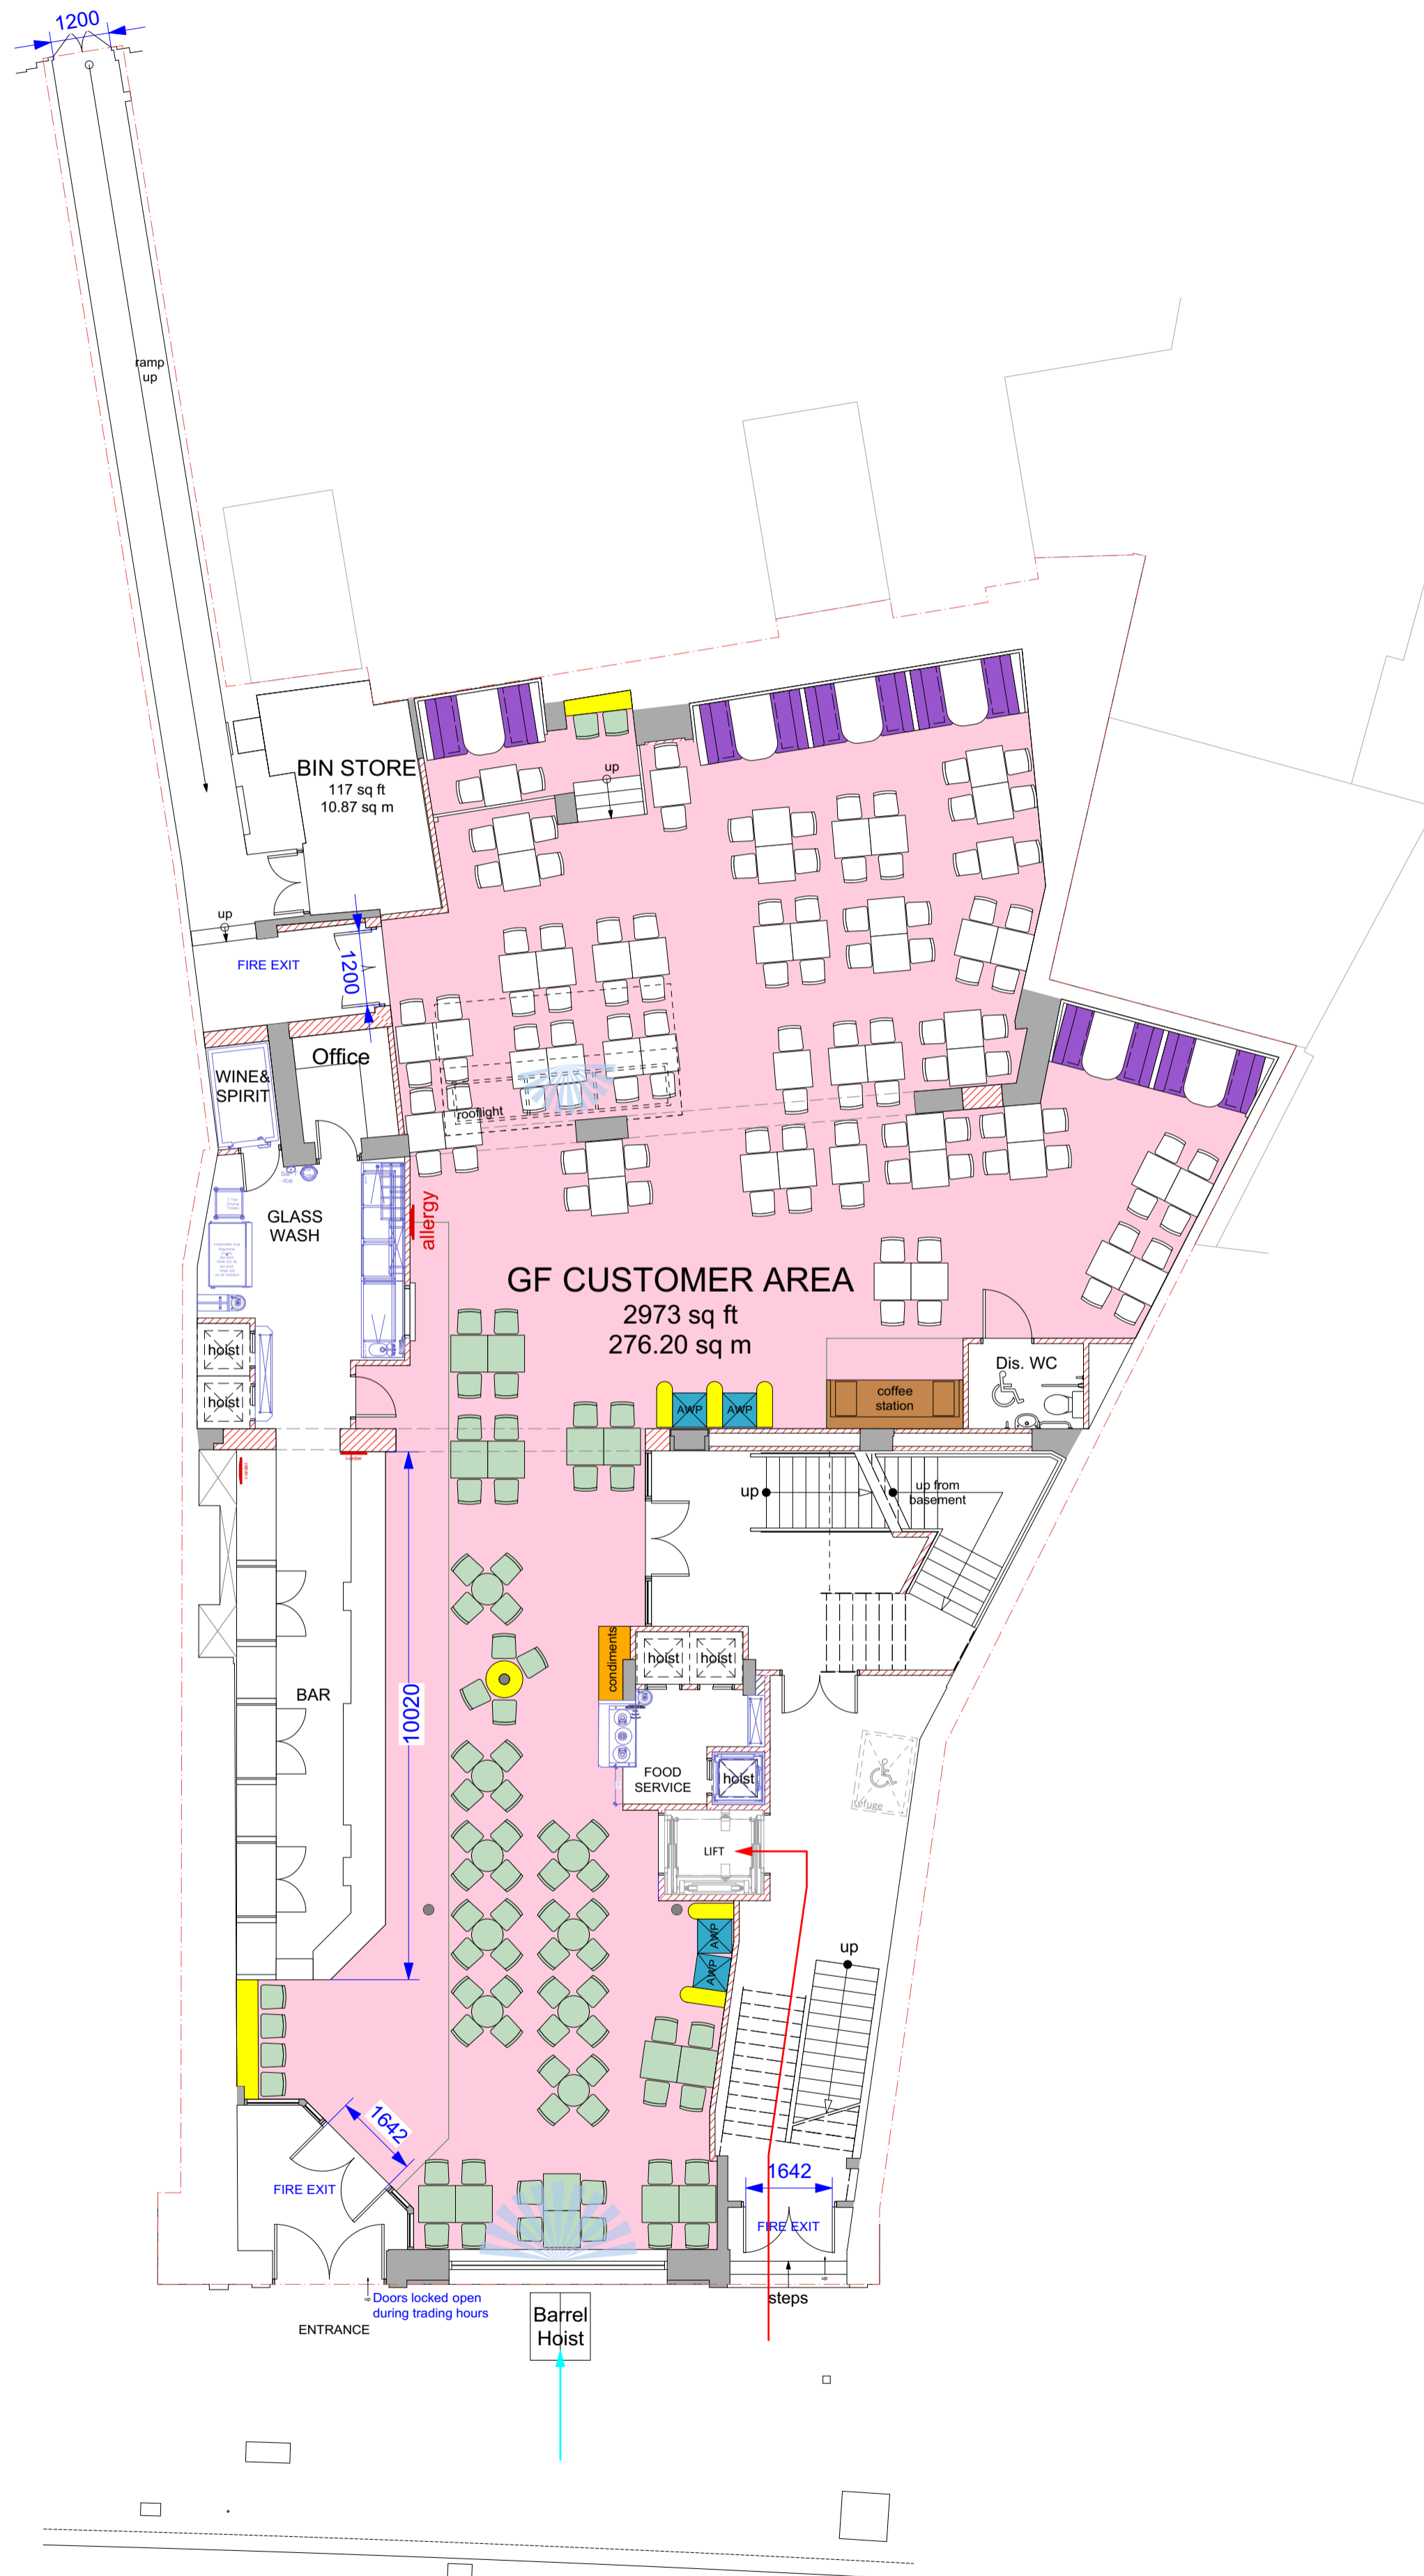 1200
ramp
up
BIN STORE
117 sq ft
10.87 sq m
up
up
FIRE EXIT
1200
Office
WINE&
SPIRIT
rooflight
allergy
GLASS
WASH
GF CUSTOMER AREA
2973 sq ft
276.20 sq m
hoist
hoist
Dis. WC
AWP
AWP
coffee
station
up
up from
basement
BAR
10020
condiments
hoist
hoist
FOOD
SERVICE
hoist
refuge
LIFT
AWP
AWP
up
1642
FIRE EXIT
1642
FIRE EXIT
Doors locked open
during trading hours
ENTRANCE
steps
Barrel
Hoist